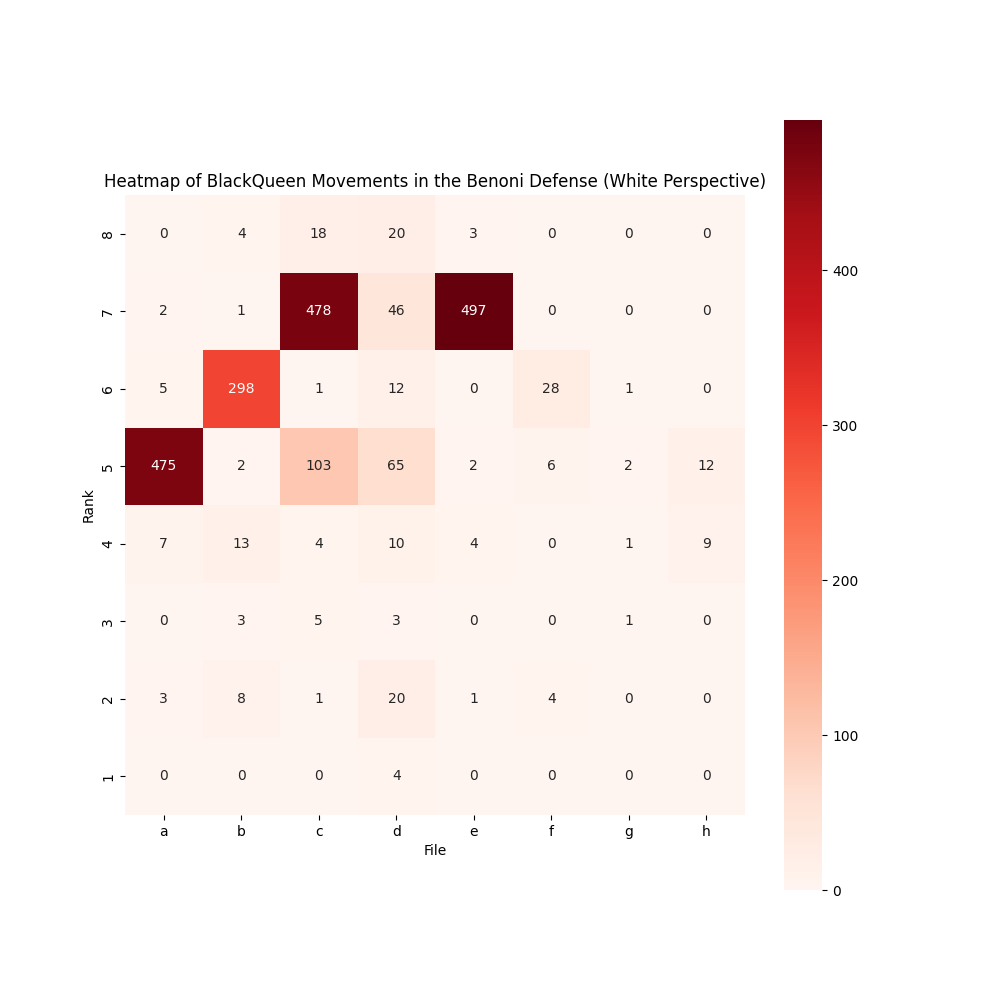 Heatmap of BlackQueen Movements in the Benoni Defense (White Perspective)
8 0 4 18 20 3 0 0 0
7 2 1 478 46 497 0 0 0
6 5 298 1 12 0 28 1 0
5 475 2 103 65 2 6 2 12
Rank
4 7 13 4 10 4 0 1 9
3 0 3 5 3 0 0 1 0
2 3 8 1 20 1 4 0 0
1 0 0 0 4 0 0 0 0
a b c d e f g h
File
400
300
200
100
0